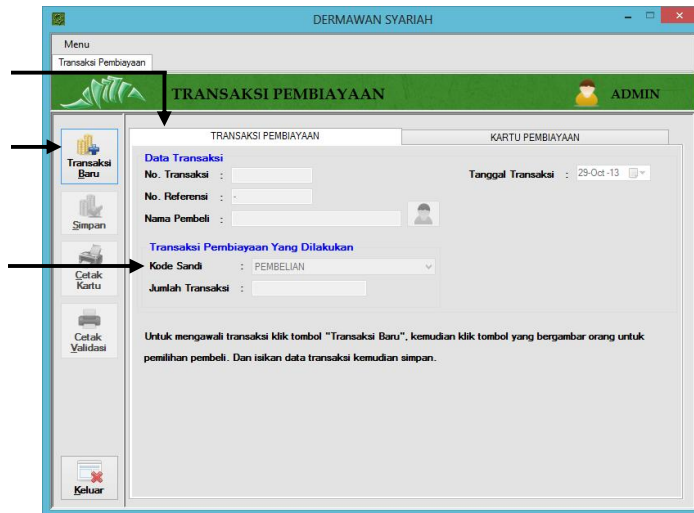 DERMAWAN SYARIAH
Menu
Transaksi Pembiayaan
TRANSAKSI PEMBIAYAAN
ADMIN
Transaksi
Baru
Simpan
Cetak
Kartu
Cetak
Validasi
Keluar
TRANSAKSI PEMBIAYAAN
KARTU PEMBIAYAAN
Data Transaksi
No. Transaksi :
Tanggal Transaksi : 29-Oct-13
No. Referensi : -
Nama Pembeli :
Transaksi Pembiayaan Yang Dilakukan
Kode Sandi : PEMBELIAN
Jumlah Transaksi :
Untuk mengawali transaksi klik tombol "Transaksi Baru", kemudian klik tombol yang bergambar orang untuk
pemilihan pembeli. Dan isikan data transaksi kemudian simpan.